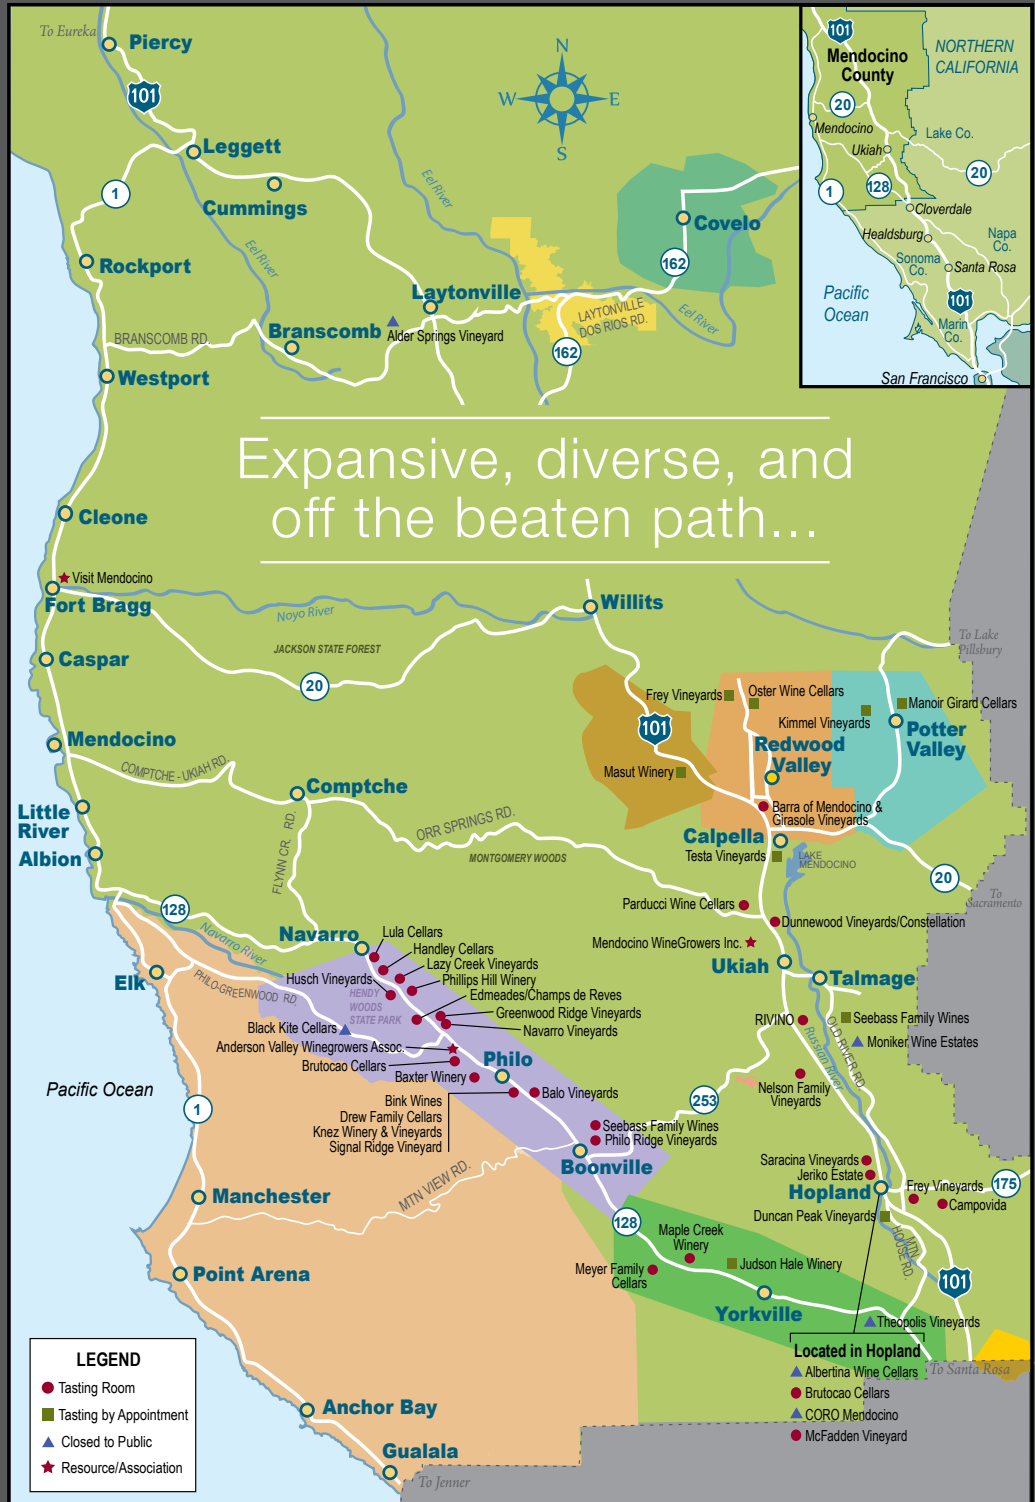 To Eureka
Piercy
101
N
W
E
S
Leggett
1
Cummings
Eel River
Eel River
Covelo
162
Rockport
Laytonville
LAYTONVILLE
DOS RIOS RD.
Eel River
BRANSCOMB RD.
Branscomb
Alder Springs Vineyard
162
Westport
101
Mendocino
County
NORTHERN
CALIFORNIA
20
Mendocino
Lake Co.
Ukiah
20
1
128
Cloverdale
Healdsburg
Napa
Co.
Sonoma
Co.
Santa Rosa
Pacific
Ocean
101
Marin
Co.
San Francisco
Expansive, diverse, and
off the beaten path...
Cleone
Visit Mendocino
Fort Bragg
Noyo River
Willits
JACKSON STATE FOREST
To Lake
Pillsbury
Caspar
20
Frey Vineyards
Oster Wine Cellars
Manoir Girard Cellars
Kimmel Vineyards
101
Potter
Valley
Redwood
Valley
Masut Winery
Mendocino
COMPTCHE - UKIAH RD.
Comptche
Barra of Mendocino &
Girasole Vineyards
Little
River
ORR SPRINGS RD.
Calpella
Albion
FLYNN CR. RD.
MONTGOMERY WOODS
Testa Vineyards
LAKE
MENDOCINO
20
To
Sacramento
128
Navarro River
Parducci Wine Cellars
Dunnewood Vineyards/Constellation
Navarro
Lula Cellars
Handley Cellars
Mendocino WineGrowers Inc.
Lazy Creek Vineyards
Ukiah
Elk
PHILO-GREENWOOD RD.
Husch Vineyards
Phillips Hill Winery
Talmage
HENDY
WOODS
STATE PARK
Edmeades/Champs de Reves
Greenwood Ridge Vineyards
Navarro Vineyards
Black Kite Cellars
RIVINO
Seebass Family Wines
Russian River
OLD RIVER RD.
Moniker Wine Estates
Anderson Valley Winegrowers Assoc.
Brutocao Cellars
Philo
Baxter Winery
Nelson Family
Vineyards
Pacific Ocean
Balo Vineyards
Bink Wines
Drew Family Cellars
Knez Winery & Vineyards
Signal Ridge Vineyard
253
1
Seebass Family Wines
Philo Ridge Vineyards
Boonville
Saracina Vineyards
Jeriko Estate
175
MTN VIEW RD.
Manchester
Hopland
Frey Vineyards
Campovida
Duncan Peak Vineyards
128
MTN
HOUSE RD.
Maple Creek
Winery
Judson Hale Winery
Meyer Family
Cellars
101
Point Arena
Yorkville
Theopolis Vineyards
Located in Hopland
To Santa Rosa
Albertina Wine Cellars
Brutocao Cellars
CORO Mendocino
McFadden Vineyard
LEGEND
Tasting Room
Tasting by Appointment
Closed to Public
Resource/Association
Anchor Bay
Gualala
To Jenner